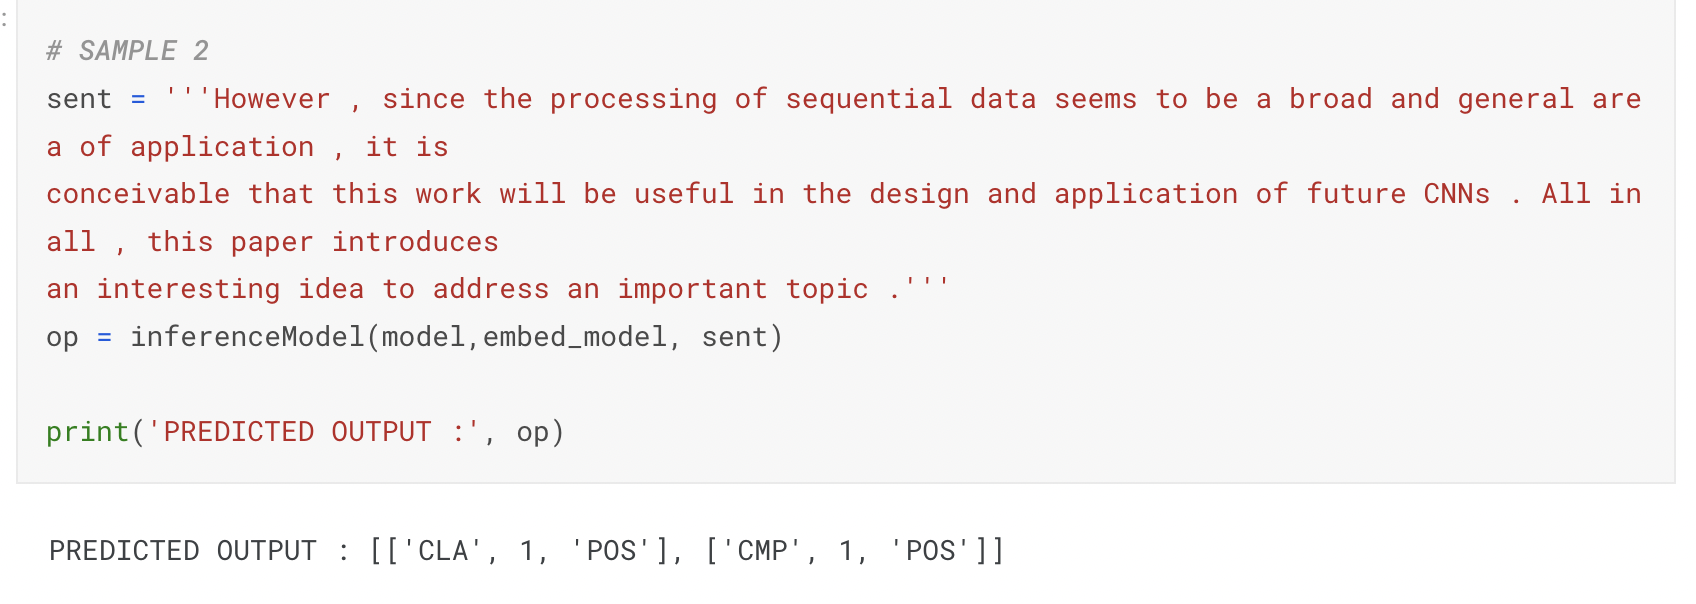 :
# SAMPLE 2
sent = '''However , since the processing of sequential data seems to be a broad and general are
a of application , it is
conceivable that this work will be useful in the design and application of future CNNs . All in
all , this paper introduces
an interesting idea to address an important topic .'''
op = inferenceModel(model,embed_model, sent)
print('PREDICTED OUTPUT :', op)
PREDICTED OUTPUT : [['CLA', 1, 'POS'], ['CMP', 1, 'POS']]